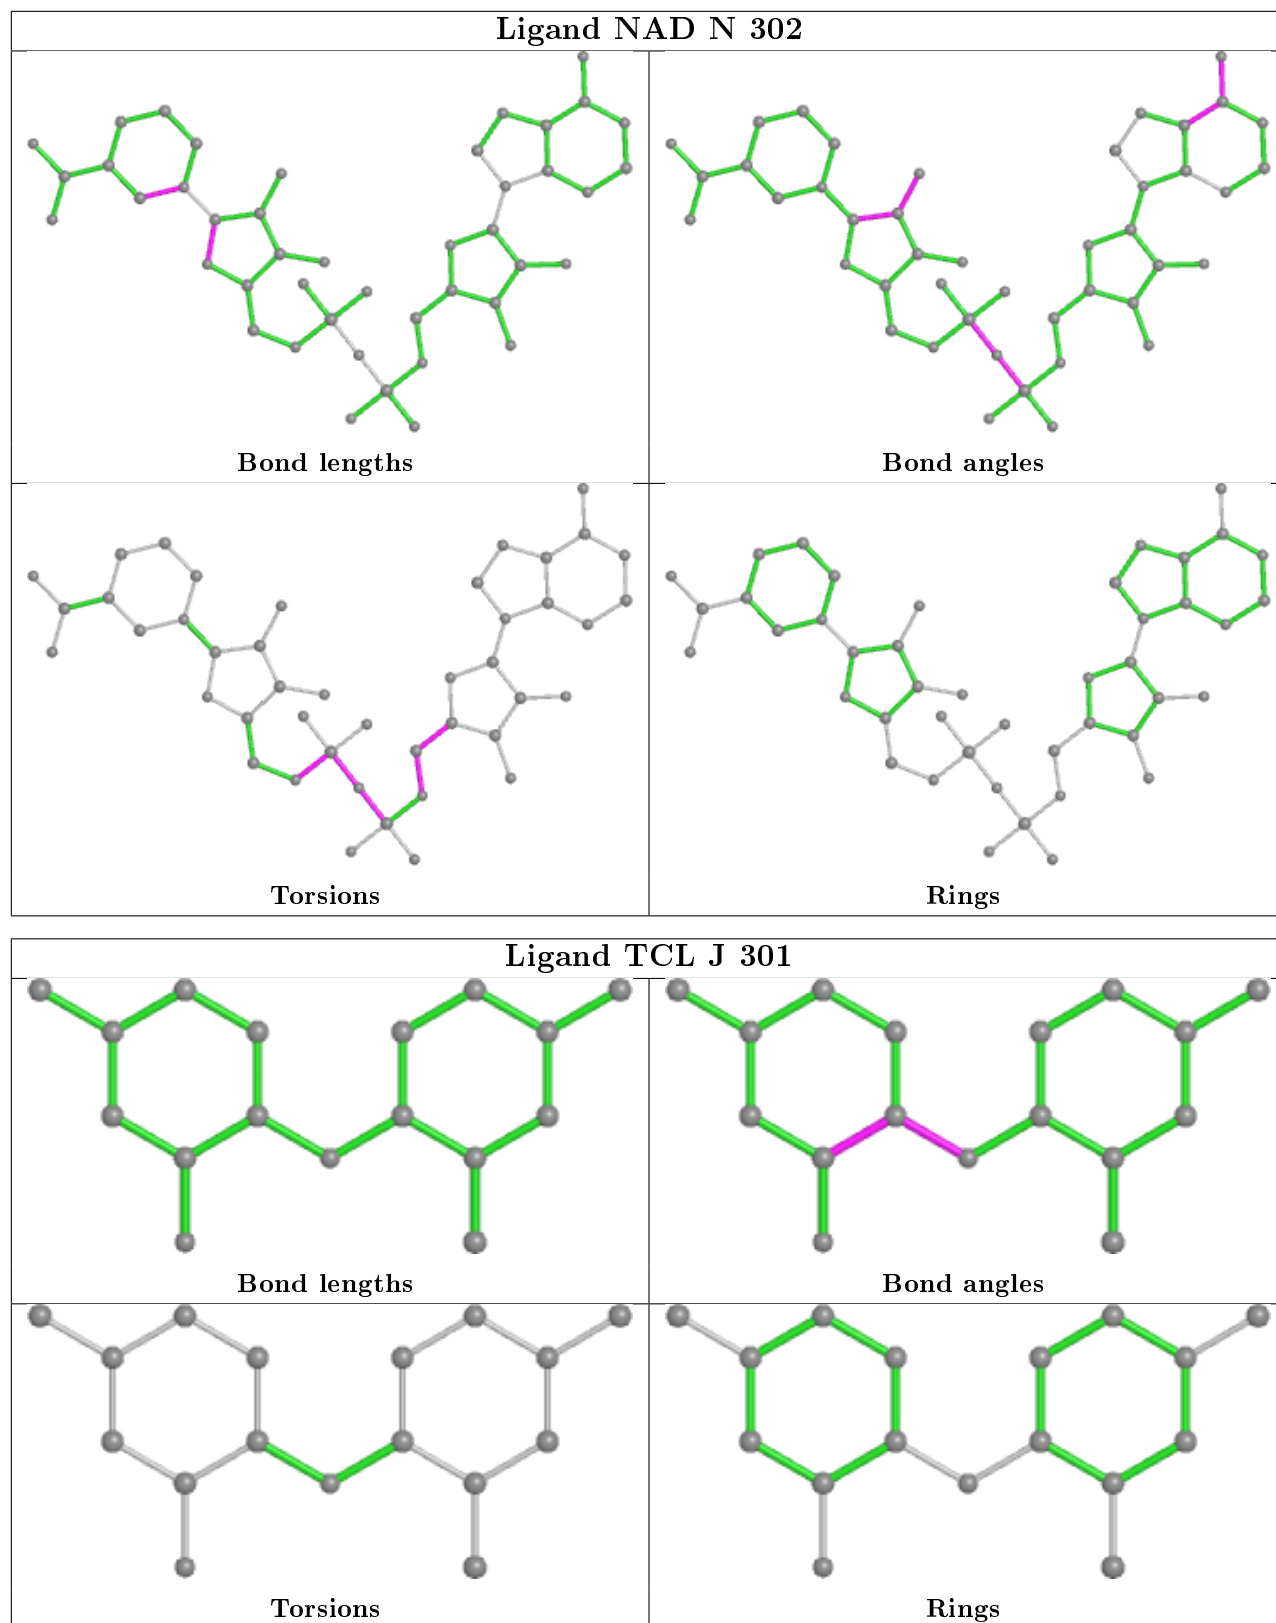 Ligand NAD N 302
Bond lengths
Bond angles
Torsions
Rings
Ligand TCL J 301
Bond lengths
Bond angles
Torsions
Rings